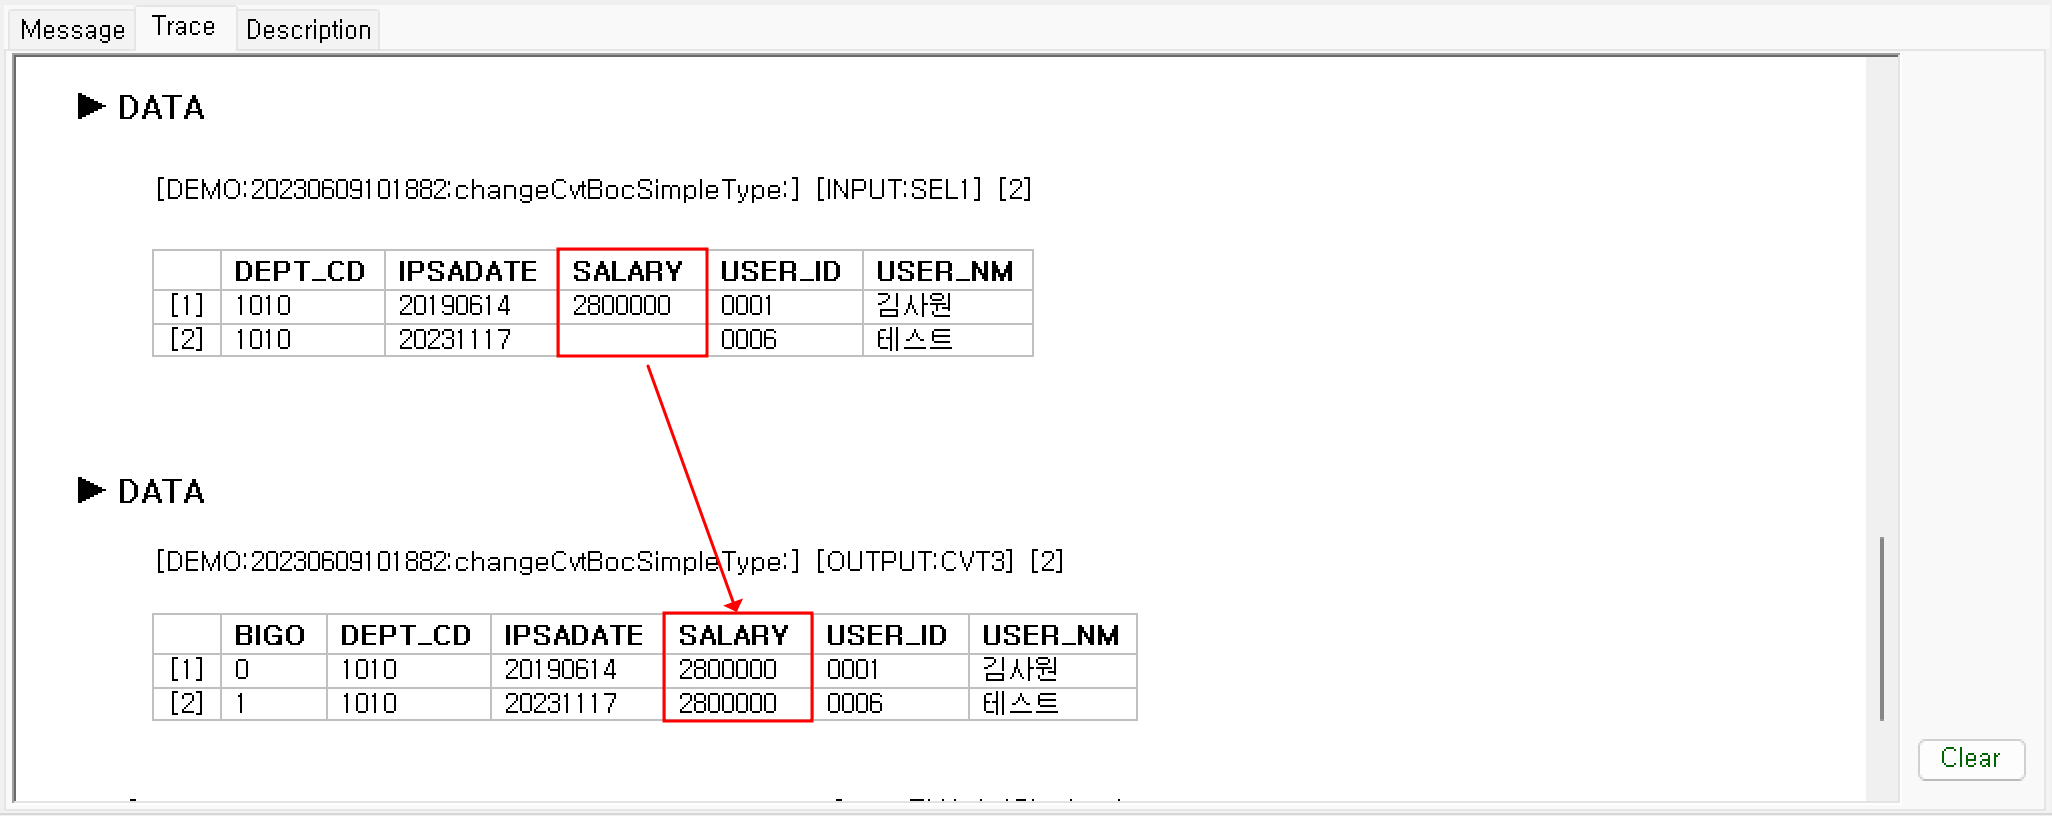 Message Trace Description
▶ DATA
[DEMO:20230609101882:changeCvtBocSimpleType:] [INPUT:SEL1] [2]
DEPT_CD IPSADATE SALARY USER_ID USER_NM
[1] 1010 20190614 2800000 0001 김사원
[2] 1010 20231117 0006 테스트
▶ DATA
[DEMO:20230609101882:changeCvtBocSimpleType:] [OUTPUT:CVT3] [2]
BIGO DEPT_CD IPSADATE SALARY USER_ID USER_NM
[1] 0 1010 20190614 2800000 0001 김사원
[2] 1 1010 20231117 2800000 0006 테스트
Clear